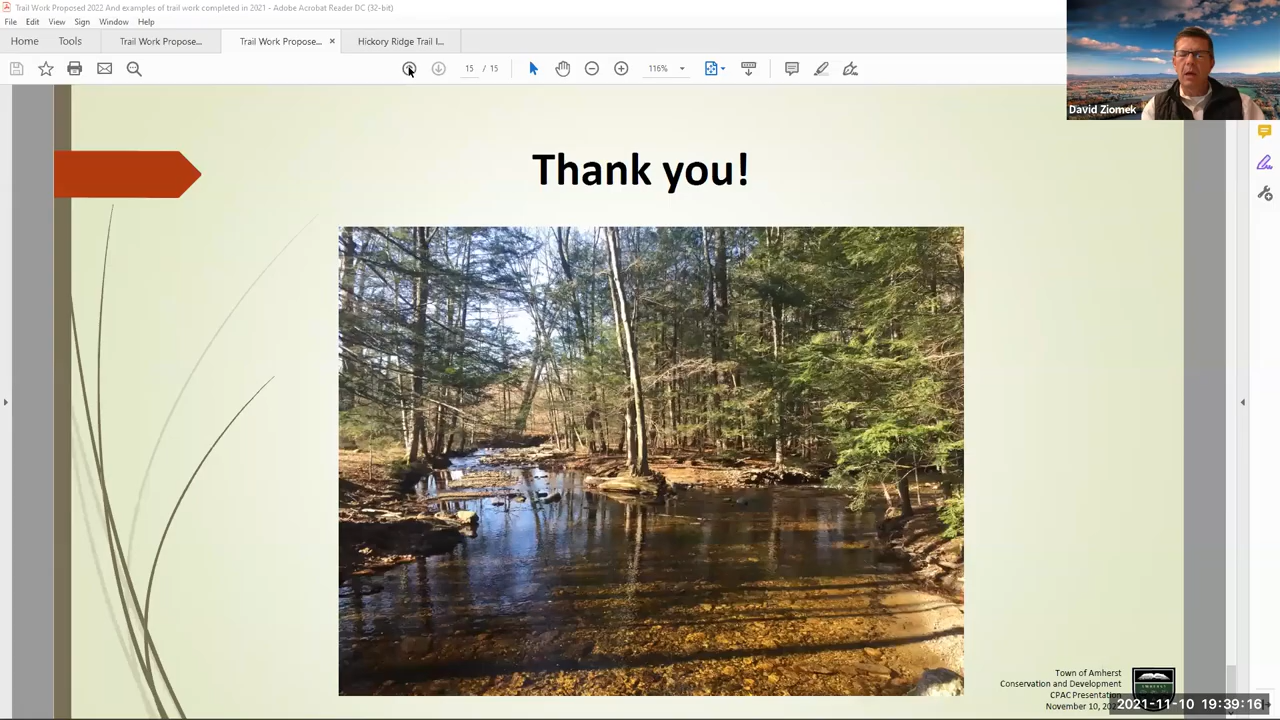 Trail Work Proposed 2022 And examples of trail work completed in 2021 - Adobe Acrobat Reader DC (32-bit)
File Edit View Sign Window Help
Home Tools Trail Work Propose... Trail Work Propose... × Hickory Ridge Trail I...
15 / 15 116%
David Ziomek
Thank you!
Town of Amherst
Conservation and Development
CPAC Presentation
November 10,
2021-11-10 19:39:16